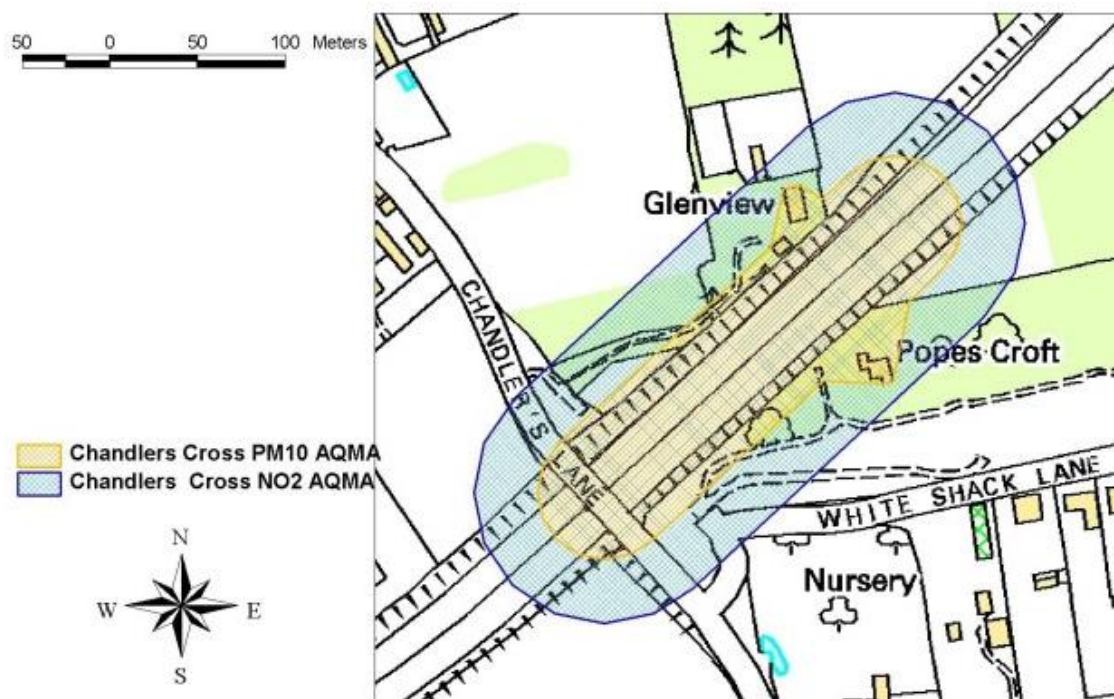 50 0 50 100 Meters
Glenview
CHANDLER'S LANE
Popes Croft
Chandlers Cross PM10 AQMA
Chandlers Cross NO2 AQMA
WHITE SHACK LANE
N
W E
S
Nursery